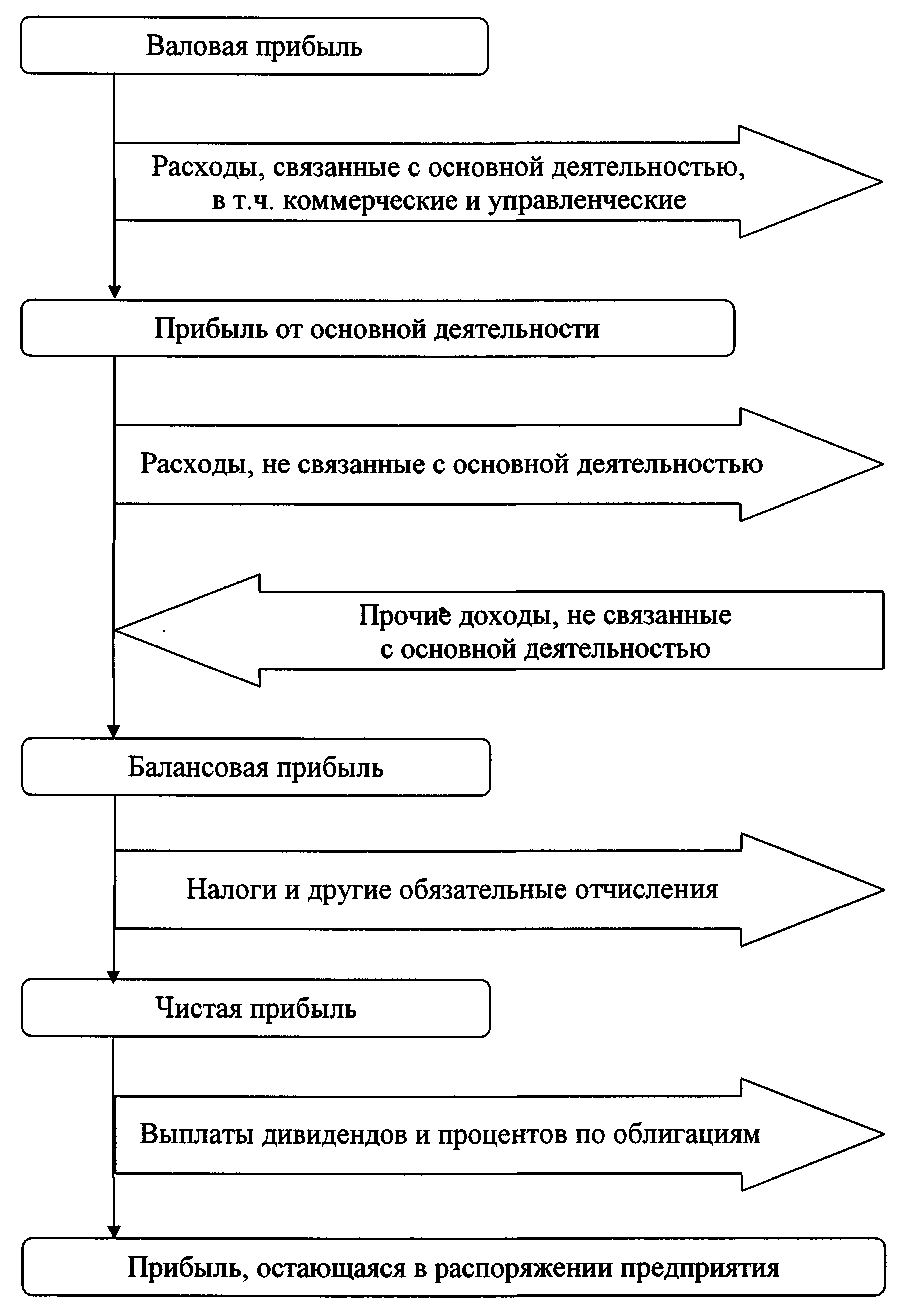 Валовая прибыль
Расходы, связанные с основной деятельностью,
в т.ч. коммерческие и управленческие
Прибыль от основной деятельности
Расходы, не связанные с основной деятельностью
Прочие доходы, не связанные
с основной деятельностью
Балансовая прибыль
Налоги и другие обязательные отчисления
Чистая прибыль
Выплаты дивидендов и процентов по облигациям
Прибыль, остающаяся в распоряжении предприятия